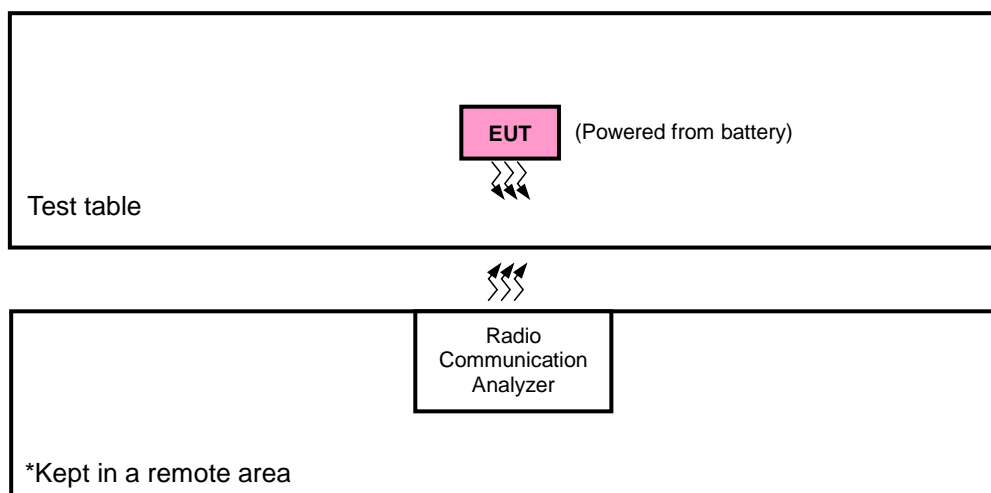 EUT
(Powered from battery)
Test table
Radio
Communication
Analyzer
*Kept in a remote area